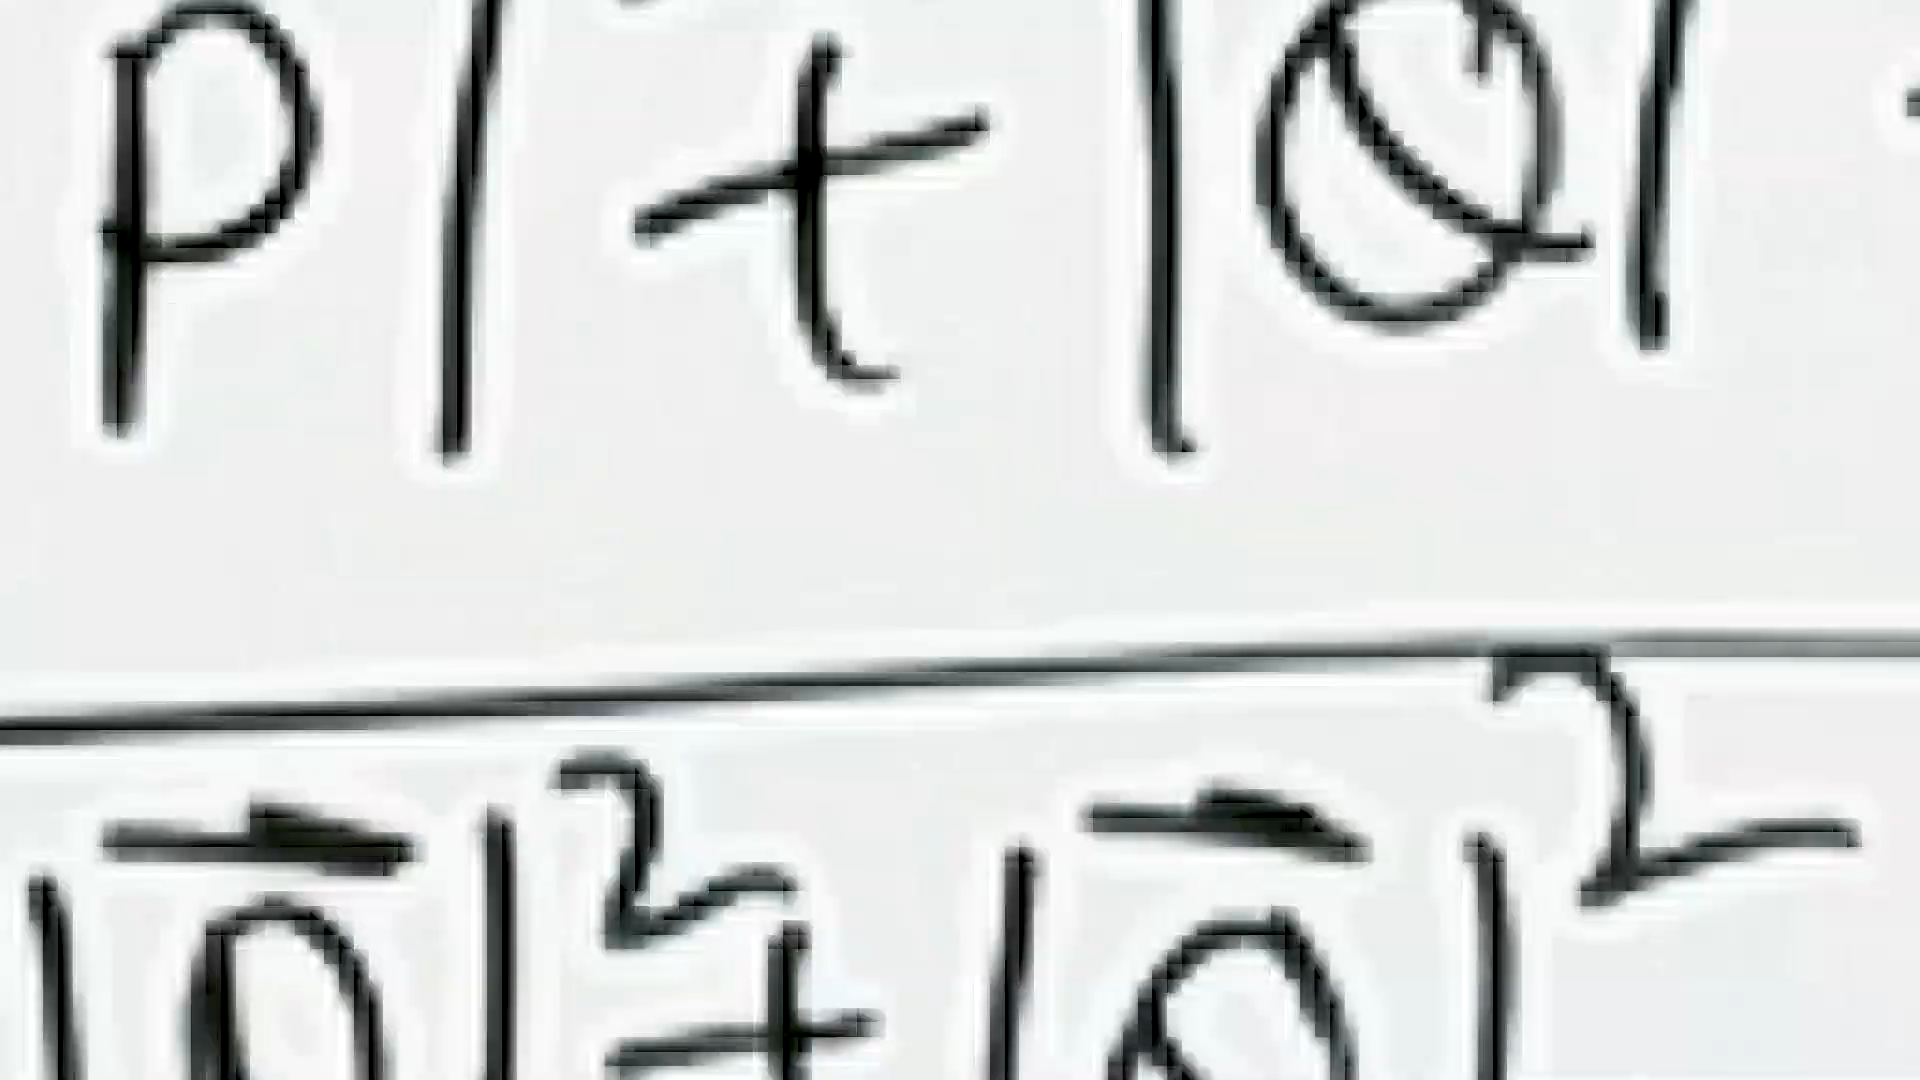 P| + |Q|
|P⃗|² + |Q⃗|²